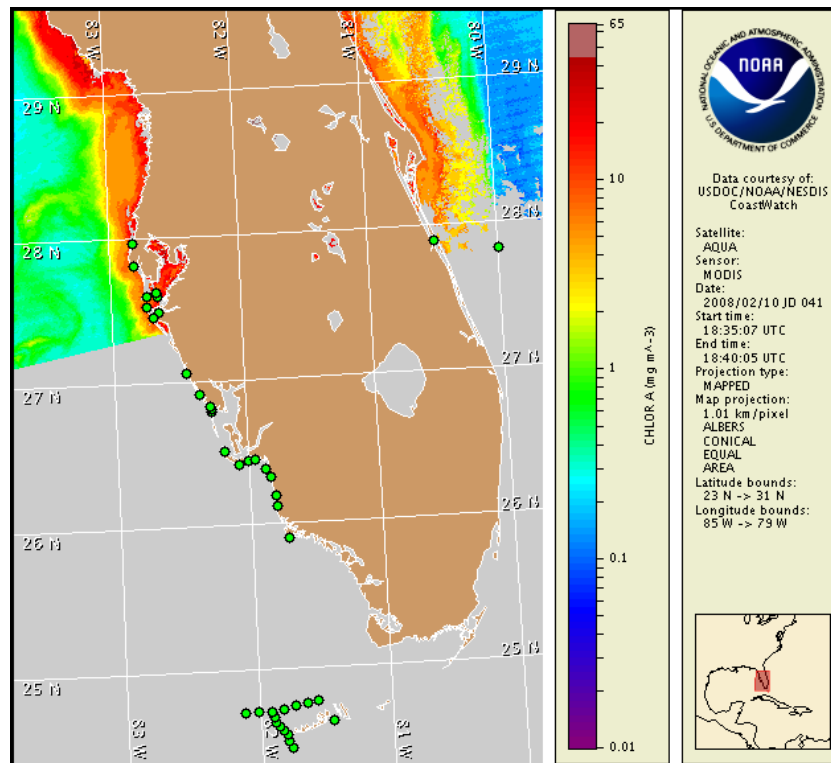 83 W
82 W
81 W
80 W
29 N
29 N
28 N
28 N
27 N
27 N
26 N
26 N
25 N
25 N
83 W
82 W
81 W
65
10
1
0.1
0.01
CHLOR A (mg m^-3)
NATIONAL OCEANIC AND ATMOSPHERIC ADMINISTRATION
NOAA
U.S. DEPARTMENT OF COMMERCE
Data courtesy of:
USDOC/NOAA/NESDIS
CoastWatch
Satellite:
AQUA
Sensor:
MODIS
Date:
2008/02/10 JD 041
Start time:
18:35:07 UTC
End time:
18:40:05 UTC
Projection type:
MAPPED
Map projection:
1.01 km/pixel
ALBERS
CONICAL
EQUAL
AREA
Latitude bounds:
23 N -> 31 N
Longitude bounds:
85 W -> 79 W